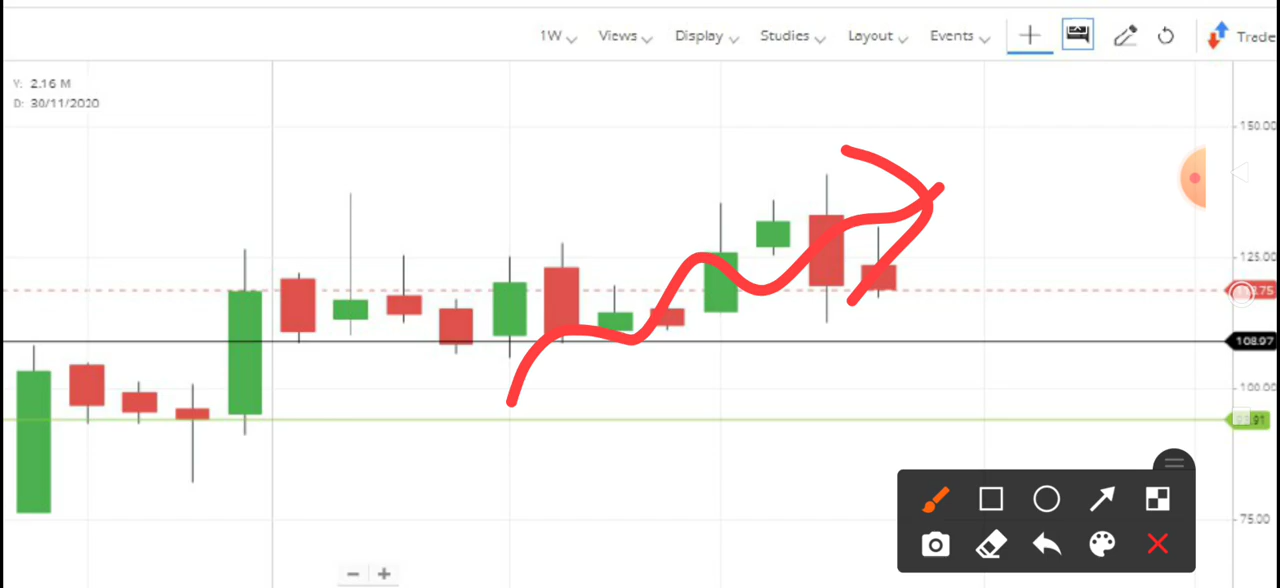 1W Views Display Studies Layout Events Trade
Y: 2.16 M
D: 30/11/2020
150.00
125.00
108.97
100.00
75.00